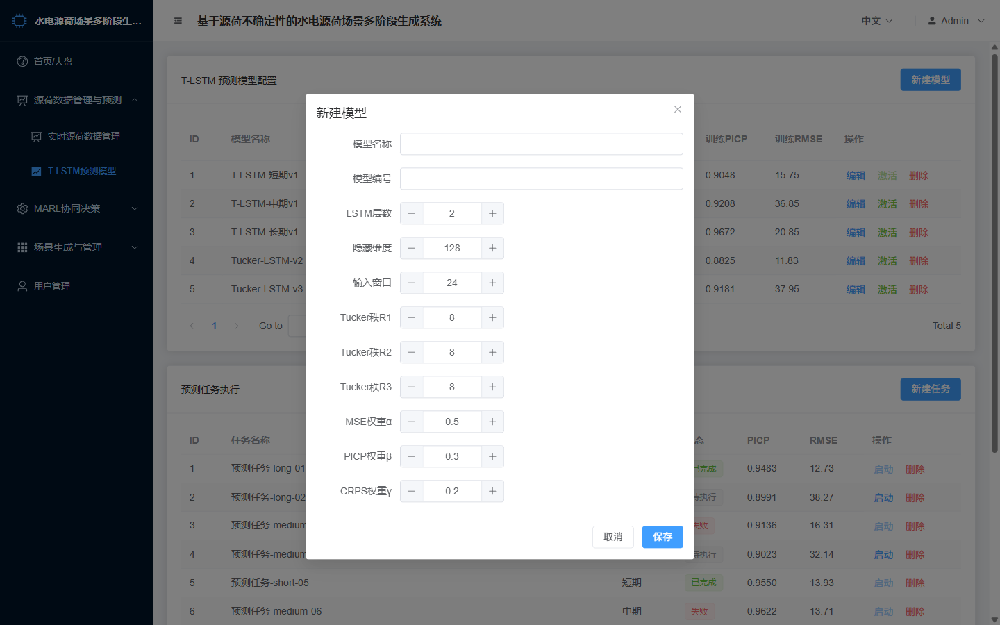 水电源荷场景多阶段生...
首页/大盘
源荷数据管理与预测
实时源荷数据管理
T-LSTM预测模型
MARL协同决策
场景生成与管理
用户管理
基于源荷不确定性的水电源荷场景多阶段生成系统
中文
Admin
T-LSTM 预测模型配置
新建模型
ID 模型名称 训练PICP 训练RMSE 操作
1 T-LSTM-短期v1 0.9048 15.75 编辑 激活 删除
2 T-LSTM-中期v1 0.9208 36.85 编辑 激活 删除
3 T-LSTM-长期v1 0.9672 20.85 编辑 激活 删除
4 Tucker-LSTM-v2 0.8825 11.83 编辑 激活 删除
5 Tucker-LSTM-v3 0.9181 37.95 编辑 激活 删除
1 Go to Total 5
新建模型
模型名称
模型编号
LSTM层数 2
隐藏维度 128
输入窗口 24
Tucker秩R1 8
Tucker秩R2 8
Tucker秩R3 8
MSE权重α 0.5
PICP权重β 0.3
CRPS权重γ 0.2
取消 保存
预测任务执行
新建任务
ID 任务名称 态 PICP RMSE 操作
1 预测任务-long-01 已完成 0.9483 12.73 启动 删除
2 预测任务-long-02 待执行 0.8991 38.27 启动 删除
3 预测任务-medium 失败 0.9136 16.31 启动 删除
4 预测任务-medium 待执行 0.9023 32.14 启动 删除
5 预测任务-short-05 短期 已完成 0.9550 13.93 启动 删除
6 预测任务-medium-06 中期 失败 0.9622 13.71 启动 删除